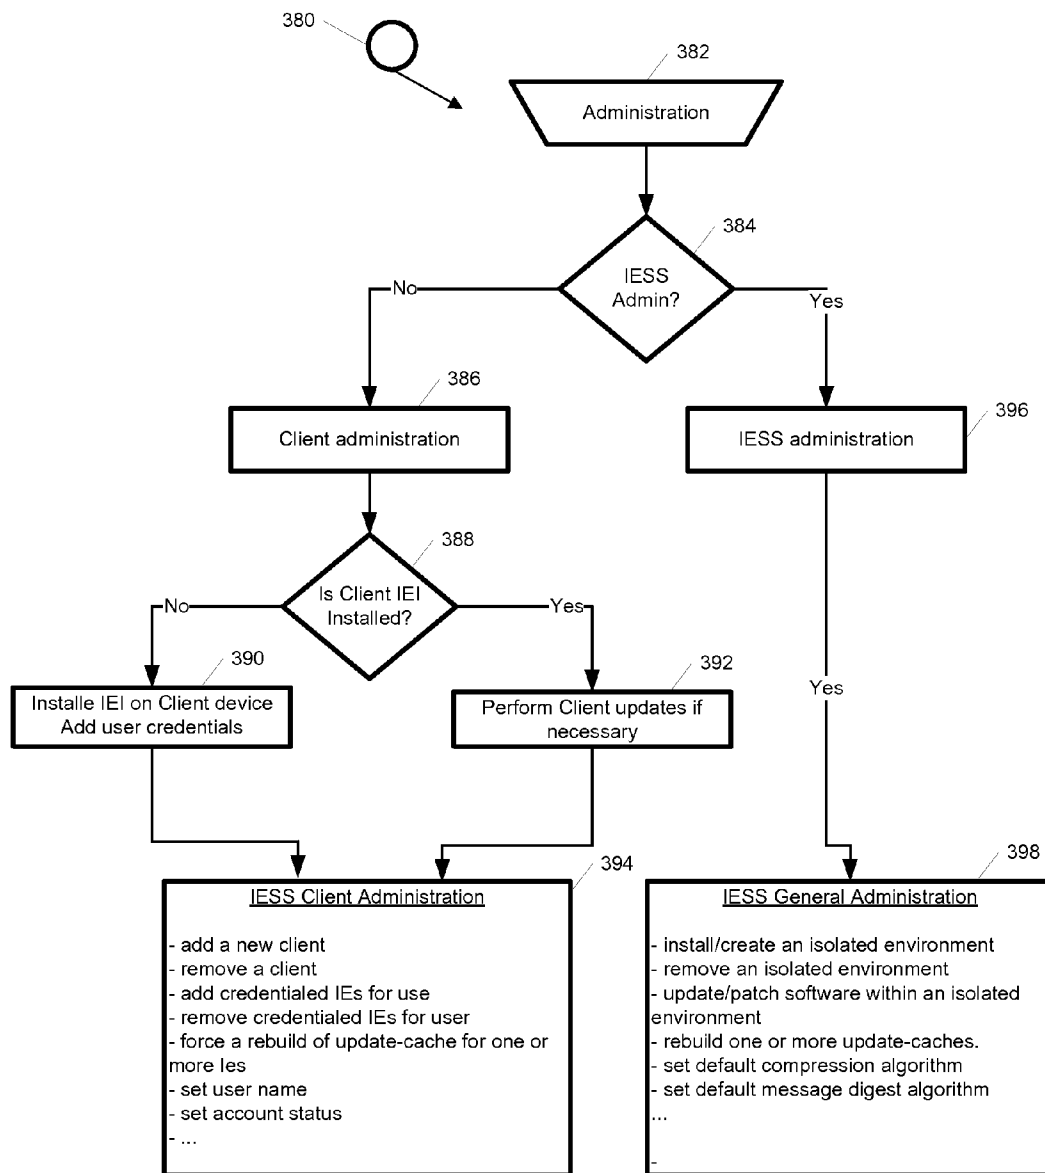 380
382
Administration
384
IESS
Admin?
No
Yes
386
Client administration
396
IESS administration
388
Is Client IEI
Installed?
No
Yes
390
Installe IEI on Client device
Add user credentials
392
Perform Client updates if
necessary
Yes
394
IESS Client Administration
- add a new client
- remove a client
- add credentialed IEs for use
- remove credentialed IEs for user
- force a rebuild of update-cache for one or
more Ies
- set user name
- set account status
- ...
398
IESS General Administration
- install/create an isolated environment
- remove an isolated environment
- update/patch software within an isolated
environment
- rebuild one or more update-caches.
- set default compression algorithm
- set default message digest algorithm
...
-